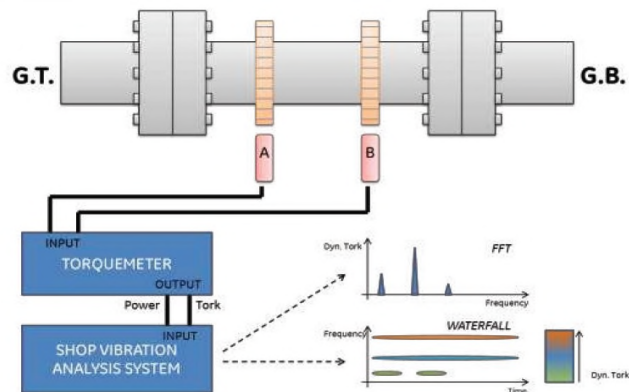 G.T.
G.B.
A
B
INPUT
TORQUEMETER
OUTPUT
Power
Tork
INPUT
SHOP VIBRATION
ANALYSIS SYSTEM
Dyn. Tork
FFT
Frequency
Frequency
WATERFALL
Time
Dyn. Tork